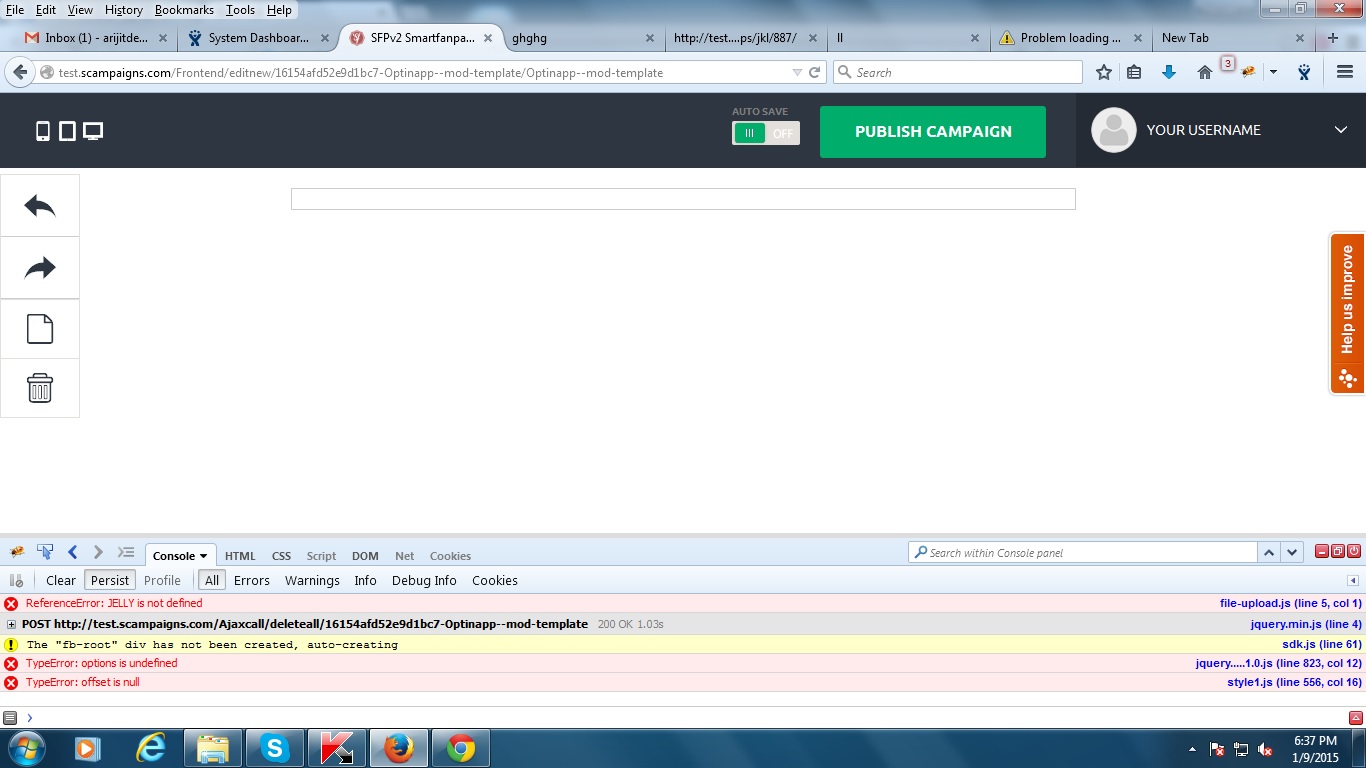 File Edit View History Bookmarks Tools Help
Inbox (1) - arijitde... System Dashboar... SFPv2 Smartfanpa... ghghg http://test....ps/jkl/887/ ll Problem loading ... New Tab
test.scampaigns.com/Frontend/editnew/16154afd52e9d1bc7-Optinapp--mod-template/Optinapp--mod-template Search 3
AUTO SAVE
OFF PUBLISH CAMPAIGN YOUR USERNAME
Help us improve
Console HTML CSS Script DOM Net Cookies Search within Console panel
Clear Persist Profile All Errors Warnings Info Debug Info Cookies
ReferenceError: JELLY is not defined file-upload.js (line 5, col 1)
POST http://test.scampaigns.com/Ajaxcall/deleteall/16154afd52e9d1bc7-Optinapp--mod-template 200 OK 1.03s jquery.min.js (line 4)
The "fb-root" div has not been created, auto-creating sdk.js (line 61)
TypeError: options is undefined jquery.....1.0.js (line 823, col 12)
TypeError: offset is null style1.js (line 556, col 16)
6:37 PM
1/9/2015